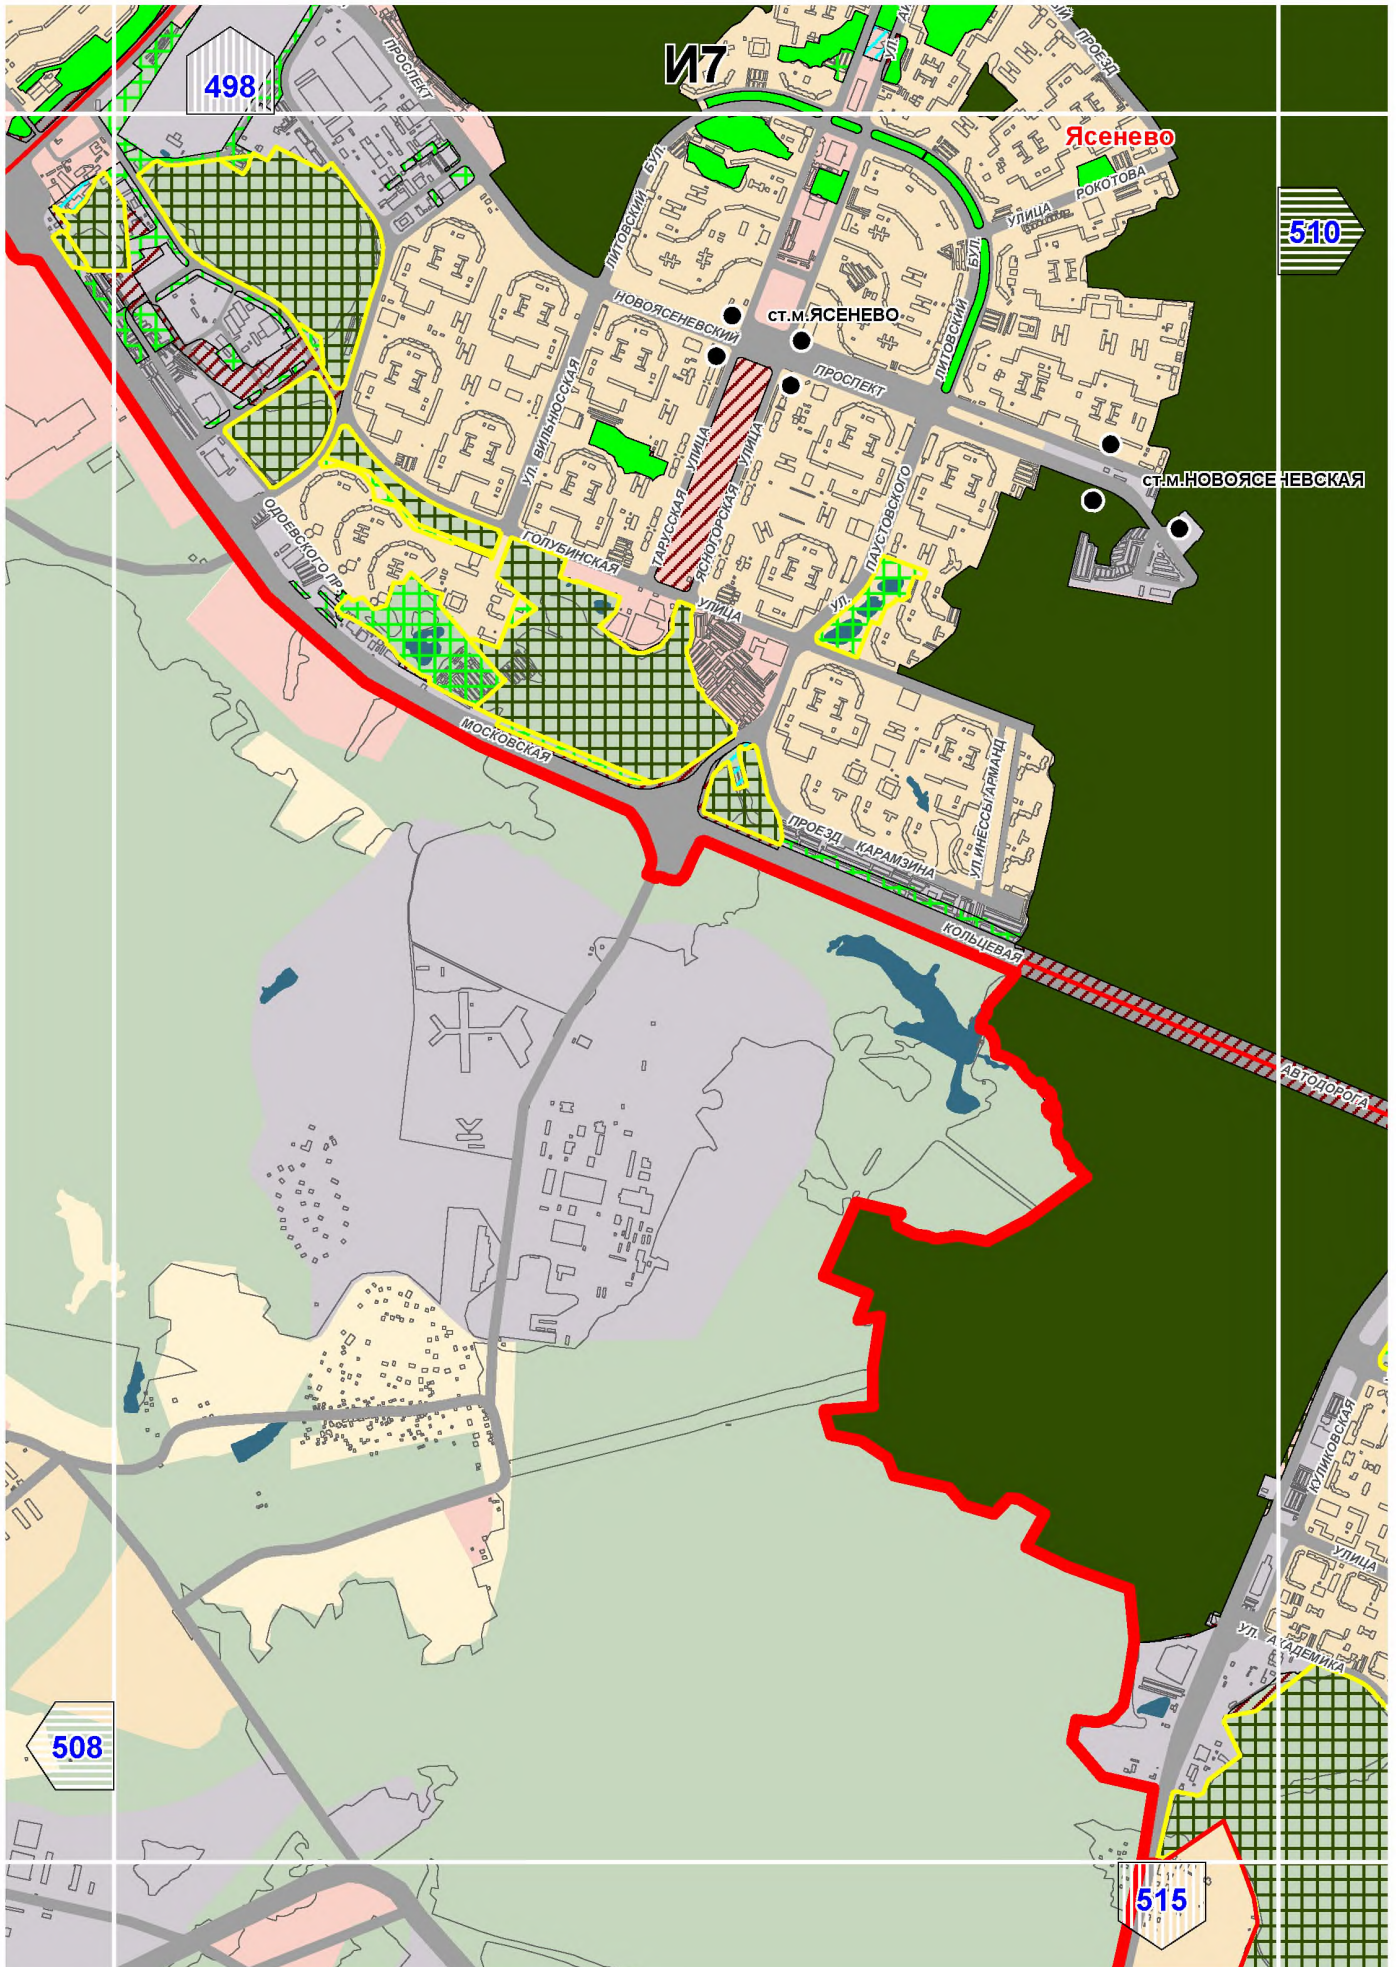 И7
УЛ.
ПРОЕЗД
ПРОСПЕКТ
498
Ясенево
РОКОТОВА
УЛИЦА
ЛИТОВСКИЙ БУЛ.
510
ЛИТОВСКИЙ БУЛ.
НОВОЯСЕНЕВСКИЙ
ст.м.ЯСЕНЕВО
ПРОСПЕКТ
УЛ. ВИЛЬНЮССКАЯ
ТАРУССКАЯ УЛИЦА
ЯСНОГОРСКАЯ УЛИЦА
УЛ. ПАУСТОВСКОГО
ст.м.НОВОЯСЕНЕВСКАЯ
ОДОЕВСКОГО ПР.
ГОЛУБИНСКАЯ
УЛИЦА
МОСКОВСКАЯ
УЛ.ИНЕССЫ АРМАНД
ПРОЕЗД КАРАМЗИНА
КОЛЬЦЕВАЯ
АВТОДОРОГА
КУЛИКОВСКАЯ
УЛИЦА
УЛ. АКАДЕМИКА
508
515